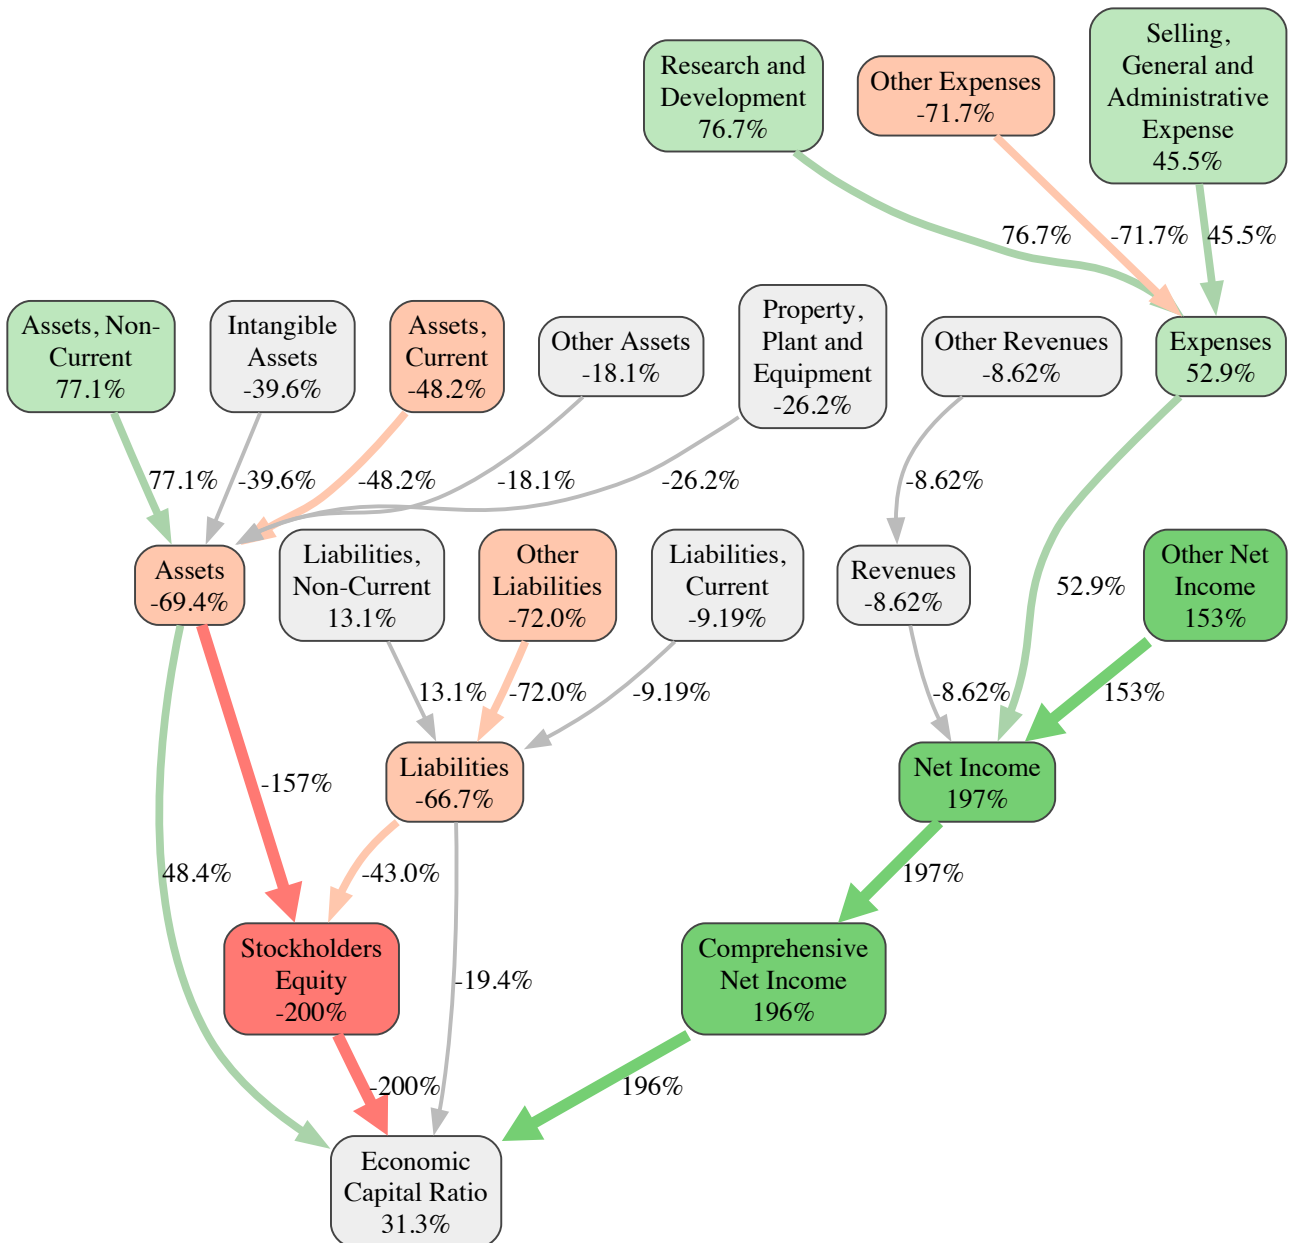 Research and
Development
76.7%
Other Expenses
-71.7%
Selling,
General and
Administrative
Expense
45.5%
76.7%
-71.7%
45.5%
Assets, Non-
Current
77.1%
Intangible
Assets
-39.6%
Assets,
Current
-48.2%
Other Assets
-18.1%
Property,
Plant and
Equipment
-26.2%
Other Revenues
-8.62%
Expenses
52.9%
77.1%
-39.6%
-48.2%
-18.1%
-26.2%
-8.62%
Assets
-69.4%
Liabilities,
Non-Current
13.1%
Other
Liabilities
-72.0%
Liabilities,
Current
-9.19%
Revenues
-8.62%
52.9%
Other Net
Income
153%
13.1%
-72.0%
-9.19%
-8.62%
153%
-157%
Liabilities
-66.7%
Net Income
197%
48.4%
-43.0%
197%
Stockholders
Equity
-200%
-19.4%
Comprehensive
Net Income
196%
-200%
196%
Economic
Capital Ratio
31.3%